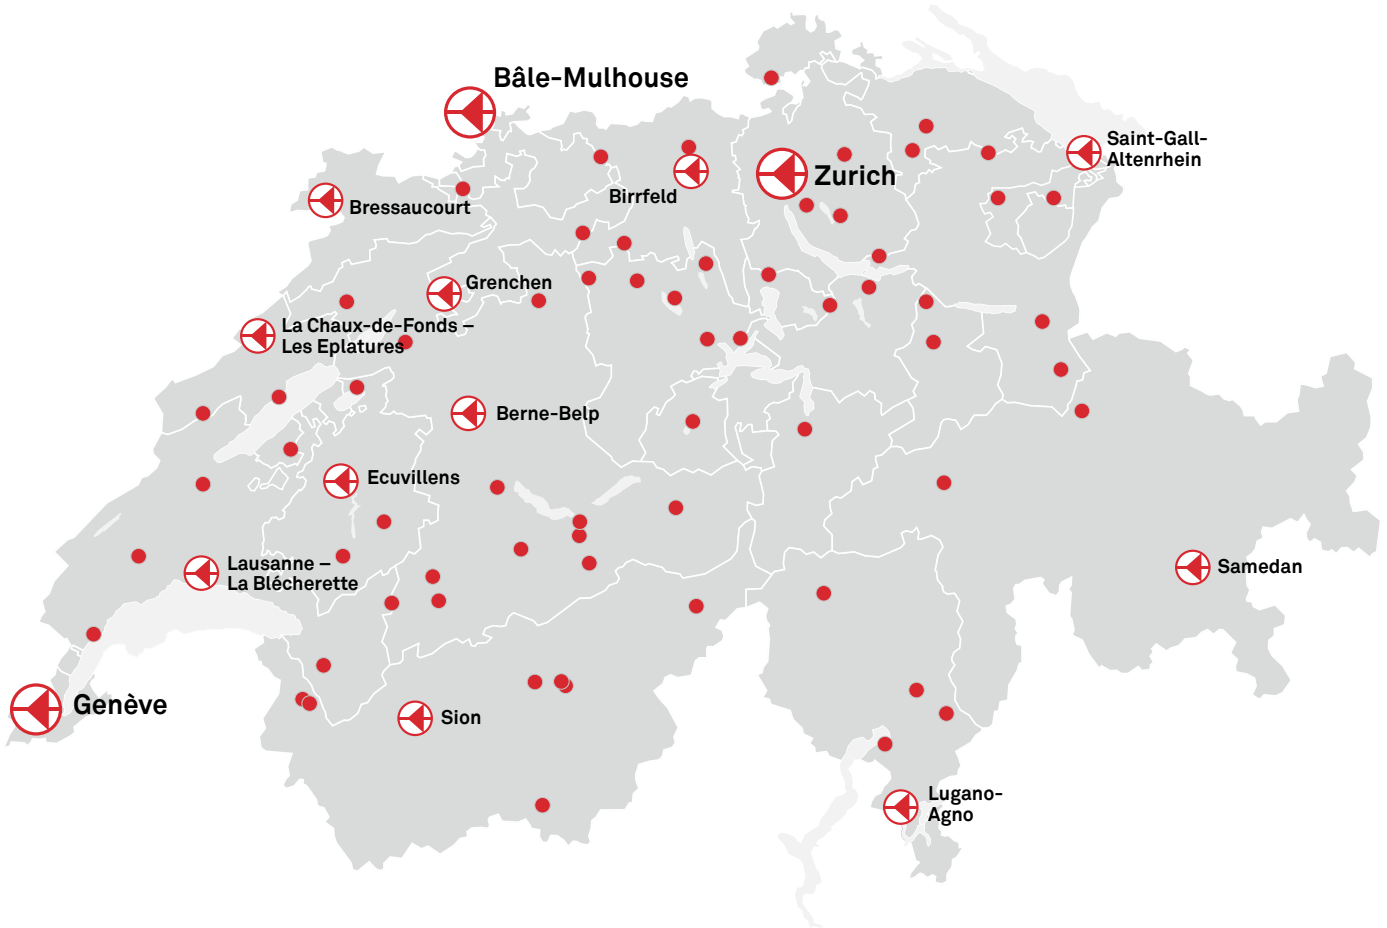 Bâle-Mulhouse
Saint-Gall-
Altenrhein
Zurich
Birrfeld
Bressaucourt
Grenchen
La Chaux-de-Fonds –
Les Eplatures
Berne-Belp
Ecuvillens
Lausanne –
La Blécherette
Samedan
Genève
Sion
Lugano-
Agno